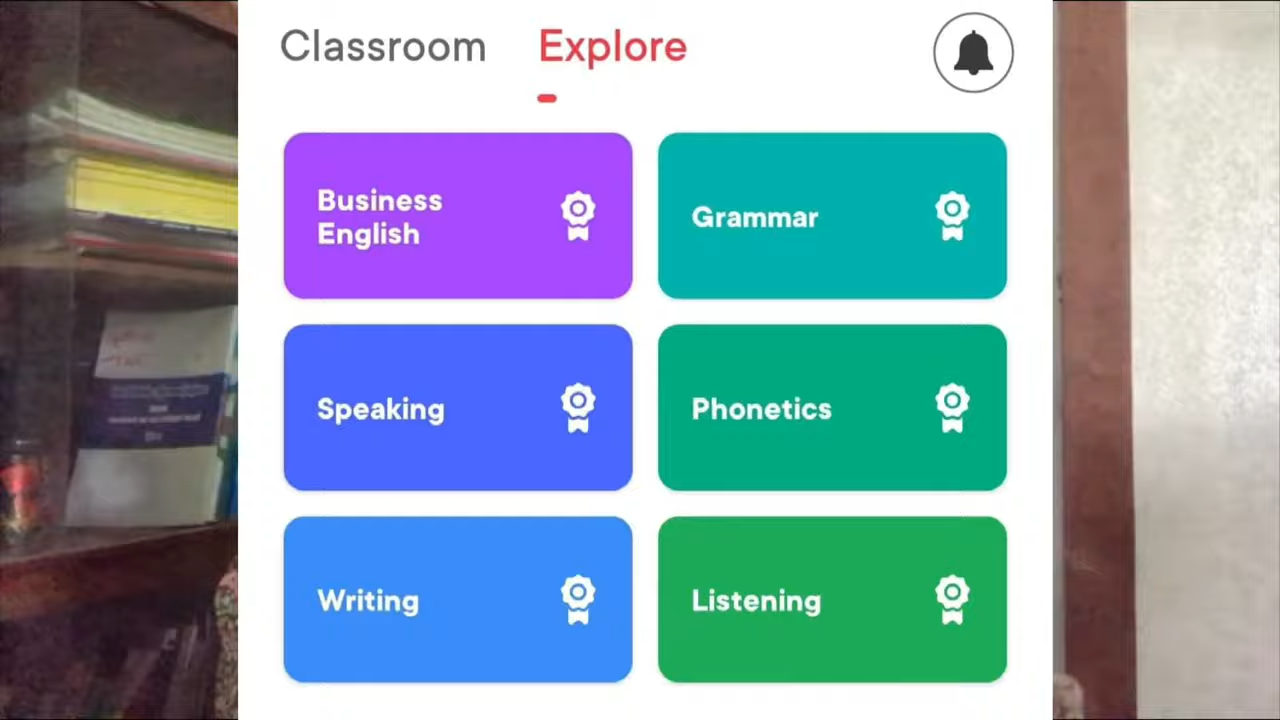 Classroom
Explore
Business
English
Grammar
Speaking
Phonetics
Writing
Listening